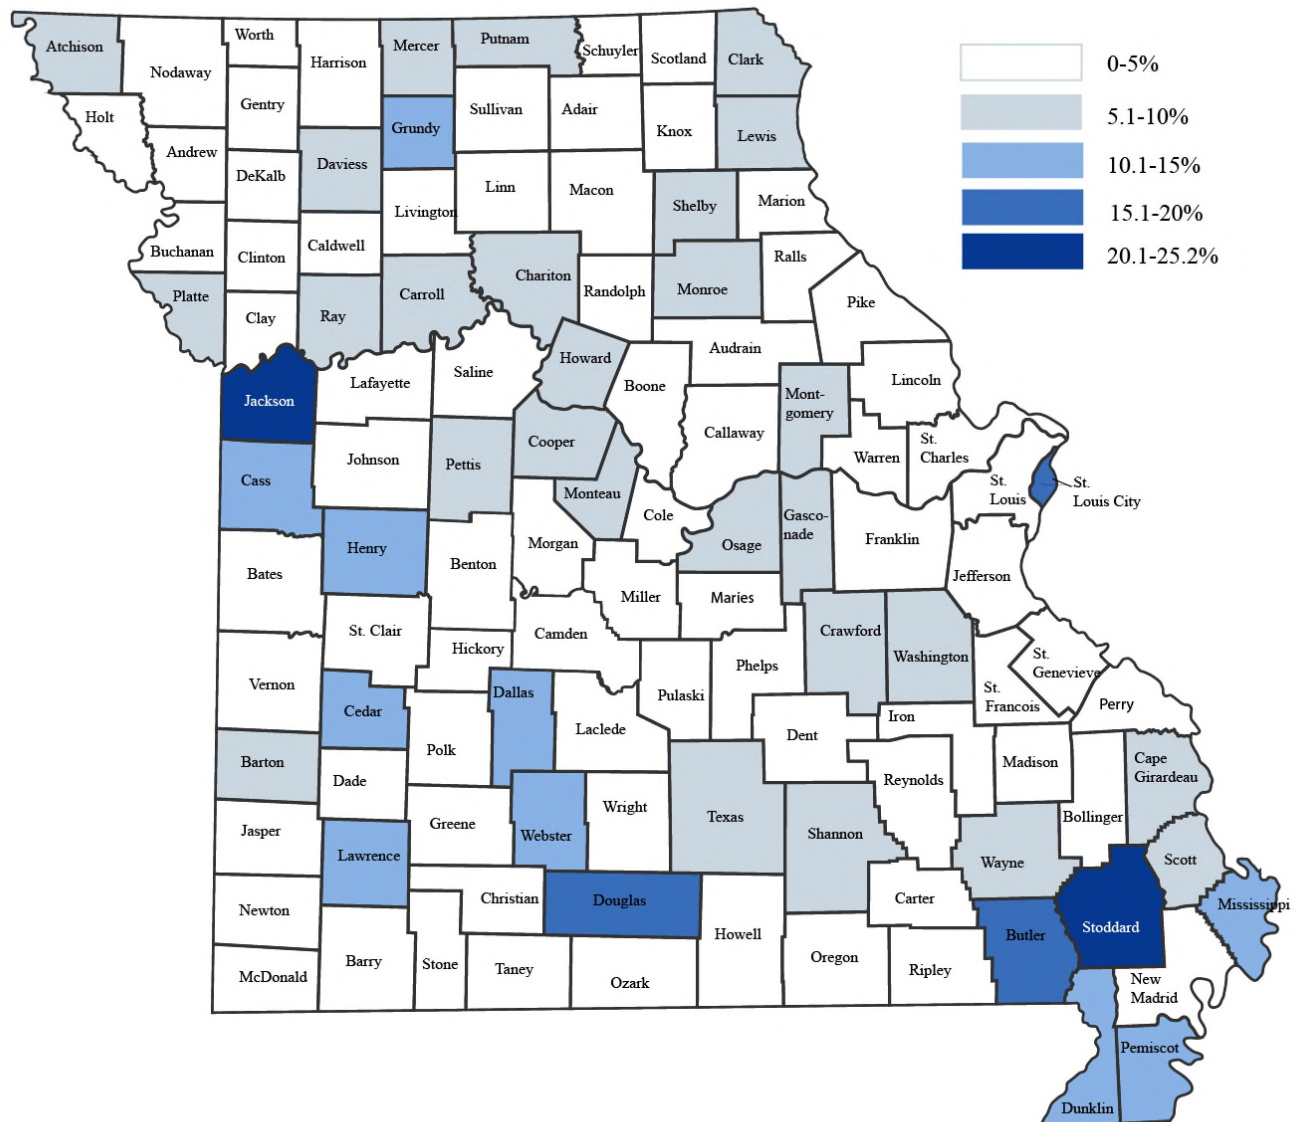 Atchison
Nodaway
Worth
Harrison
Mercer
Putnam
Schuyler
Scotland
Clark
0-5%
5.1-10%
10.1-15%
15.1-20%
20.1-25.2%
Holt
Gentry
Grundy
Sullivan
Adair
Knox
Lewis
Andrew
DeKalb
Daviess
Livington
Linn
Macon
Shelby
Marion
Buchanan
Clinton
Caldwell
Chariton
Randolph
Monroe
Ralls
Pike
Platte
Clay
Ray
Carroll
Howard
Audrain
Jackson
Lafayette
Saline
Boone
Callaway
Mont-
gomery
Lincoln
Cass
Johnson
Pettis
Cooper
Monteau
Cole
Warren
St.
Charles
St.
Louis
St.
Louis City
Henry
Benton
Morgan
Miller
Osage
Gasco-
nade
Franklin
Jefferson
Bates
St. Clair
Hickory
Camden
Maries
Crawford
Washington
St.
Genevieve
Vernon
Cedar
Dallas
Laclede
Pulaski
Phelps
Dent
Iron
St.
Francois
Perry
Barton
Dade
Polk
Webster
Wright
Texas
Shannon
Reynolds
Madison
Bollinger
Cape
Girardeau
Jasper
Lawrence
Greene
Christian
Douglas
Howell
Carter
Wayne
Scott
Mississippi
Newton
McDonald
Barry
Stone
Taney
Ozark
Oregon
Ripley
Butler
Stoddard
New
Madrid
Pemiscot
Dunklin